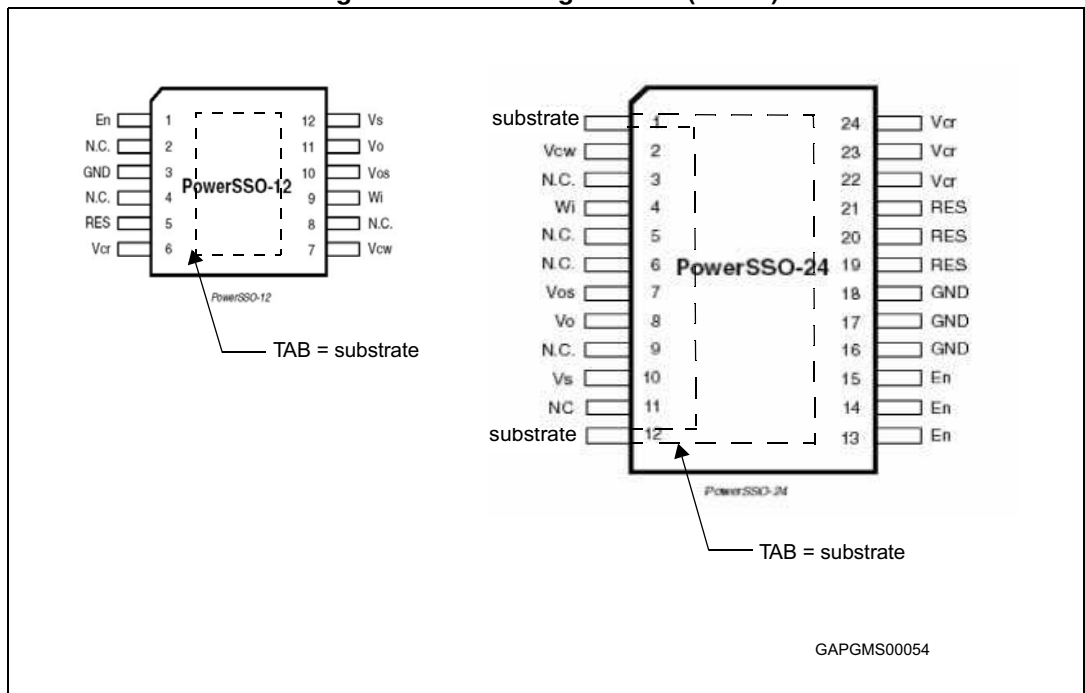 En 1 12 Vs
N.C. 2 11 Vo
GND 3 10 Vos
PowerSSO-12
N.C. 4 9 Wi
RES 5 8 N.C.
Vcr 6 7 Vcw
PowerSSO-12
TAB = substrate
substrate 1 24 Vcr
Vcw 2 23 Vcr
N.C. 3 22 Vcr
Wi 4 21 RES
N.C. 5 20 RES
N.C. 6 19 RES
PowerSSO-24
Vos 7 18 GND
Vo 8 17 GND
N.C. 9 16 GND
Vs 10 15 En
NC 11 14 En
substrate 12 13 En
PowerSSO-24
TAB = substrate
GAPGMS00054